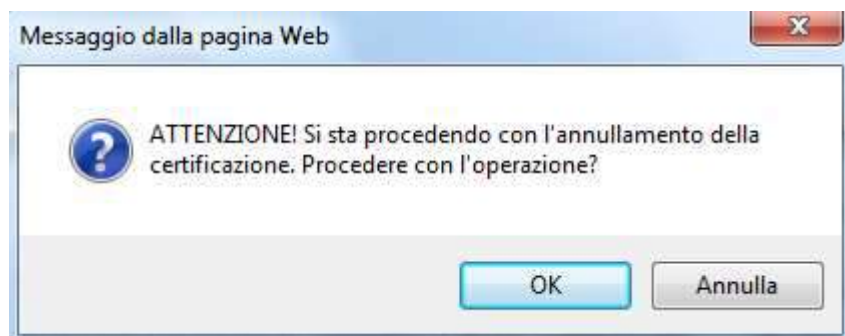 Messaggio dalla pagina Web
ATTENZIONE! Si sta procedendo con l'annullamento della
certificazione. Procedere con l'operazione?
OK
Annulla